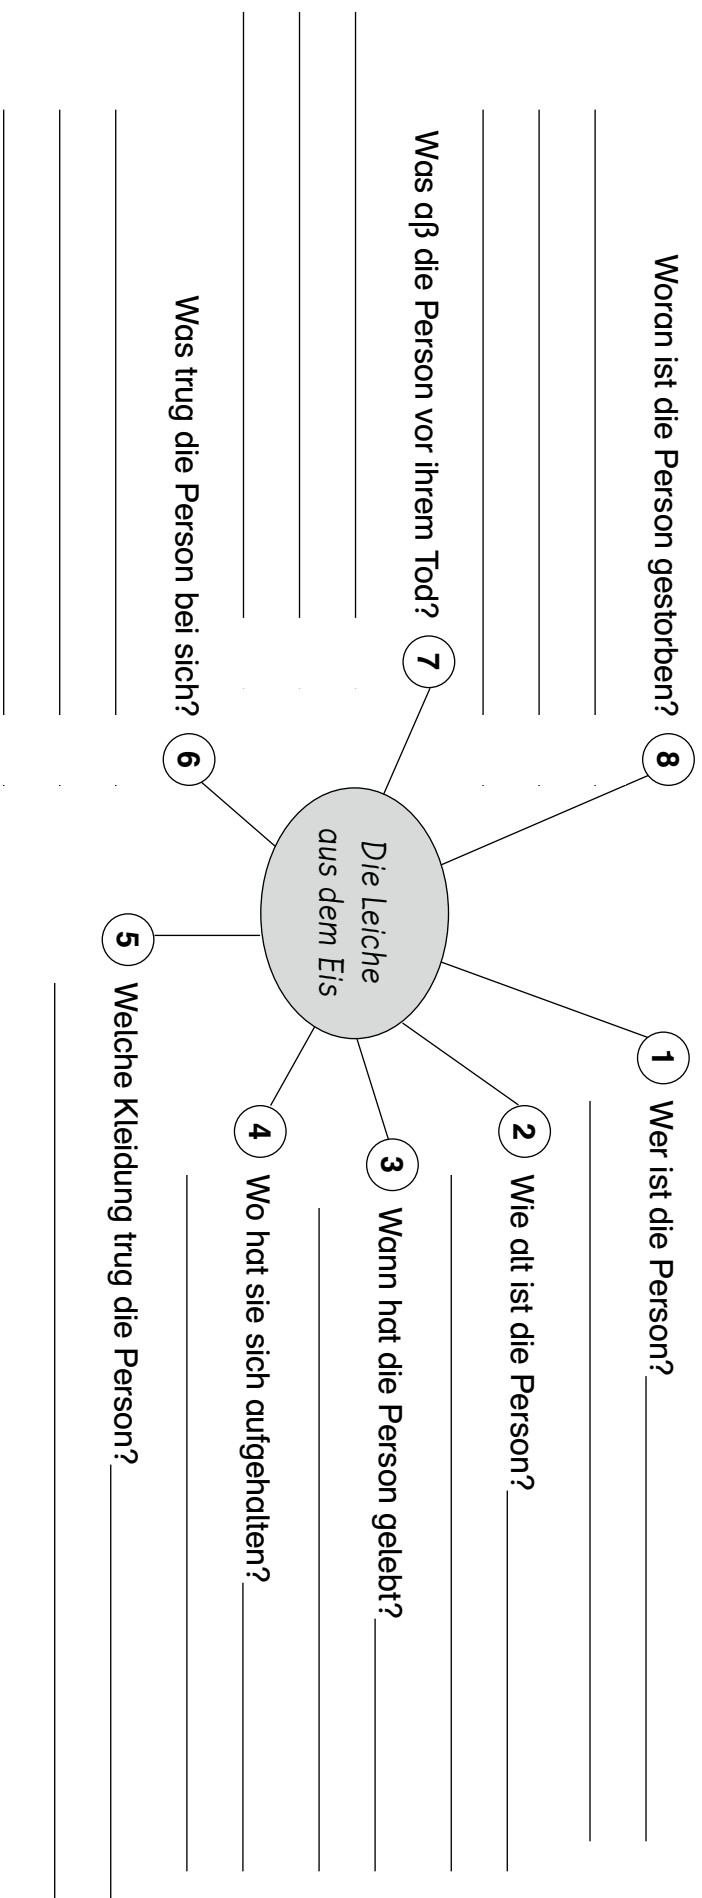 Die Leiche
aus dem Eis
1 Wer ist die Person?
2 Wie alt ist die Person?
3 Wann hat die Person gelebt?
4 Wo hat sie sich aufgehalten?
5 Welche Kleidung trug die Person?
6 Was trug die Person bei sich?
7 Was aß die Person vor ihrem Tod?
8 Woran ist die Person gestorben?